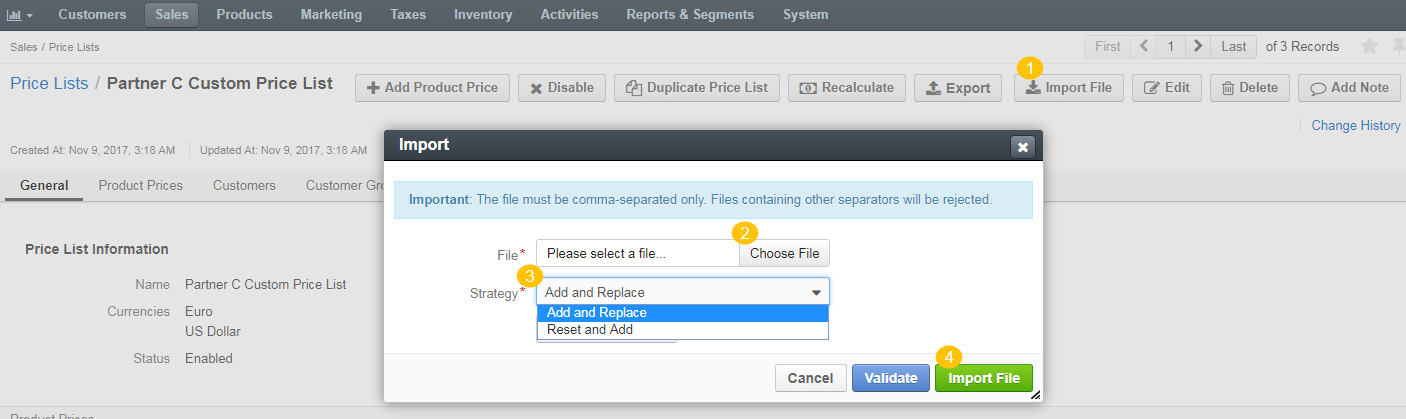 Customers Sales Products Marketing Taxes Inventory Activities Reports & Segments System
Sales / Price Lists
First 1 Last of 3 Records
1
Price Lists / Partner C Custom Price List
Add Product Price Disable Duplicate Price List Recalculate Export Import File Edit Delete Add Note
Change History
Created At: Nov 9, 2017, 3:18 AM Updated At: Nov 9, 2017, 3:18 AM
Import
General Product Prices Customers Customer Gr
Important: The file must be comma-separated only. Files containing other separators will be rejected.
2
File* Please select a file... Choose File
Price List Information
3
Name Partner C Custom Price List
Strategy* Add and Replace
Currencies Euro
US Dollar
Add and Replace
Reset and Add
Status Enabled
4
Cancel Validate Import File
Product Prices